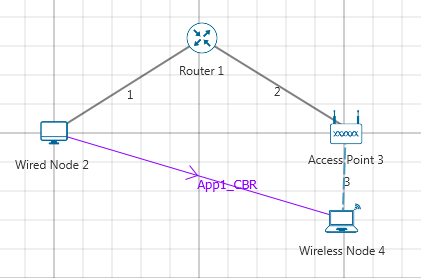 Router 1
1
2
Wired Node 2
Access Point 3
App1_CBR
3
Wireless Node 4